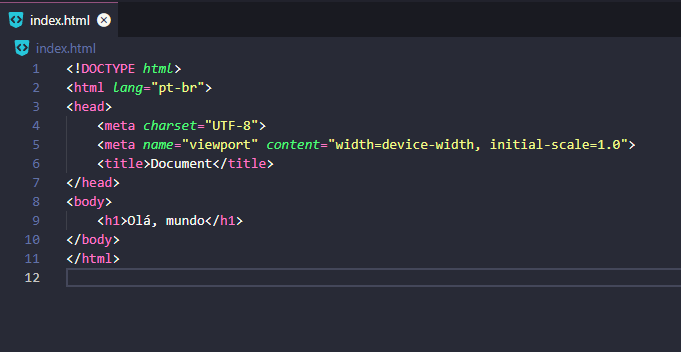 index.html
index.html
1 <!DOCTYPE html>
2 <html lang="pt-br">
3 <head>
4     <meta charset="UTF-8">
5     <meta name="viewport" content="width=device-width, initial-scale=1.0">
6     <title>Document</title>
7 </head>
8 <body>
9     <h1>Olá, mundo</h1>
10 </body>
11 </html>
12